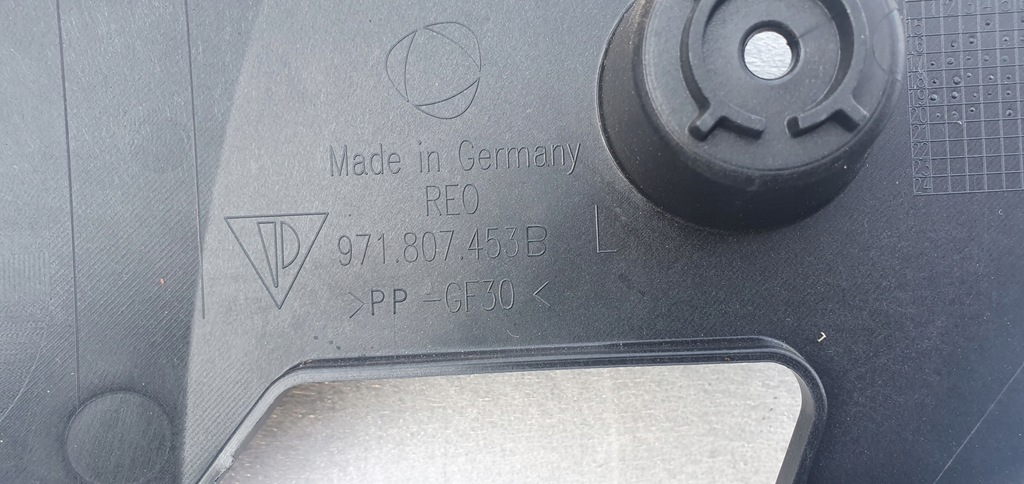 Made in Germany
REO
971.807.453B L
>PP-GF30<